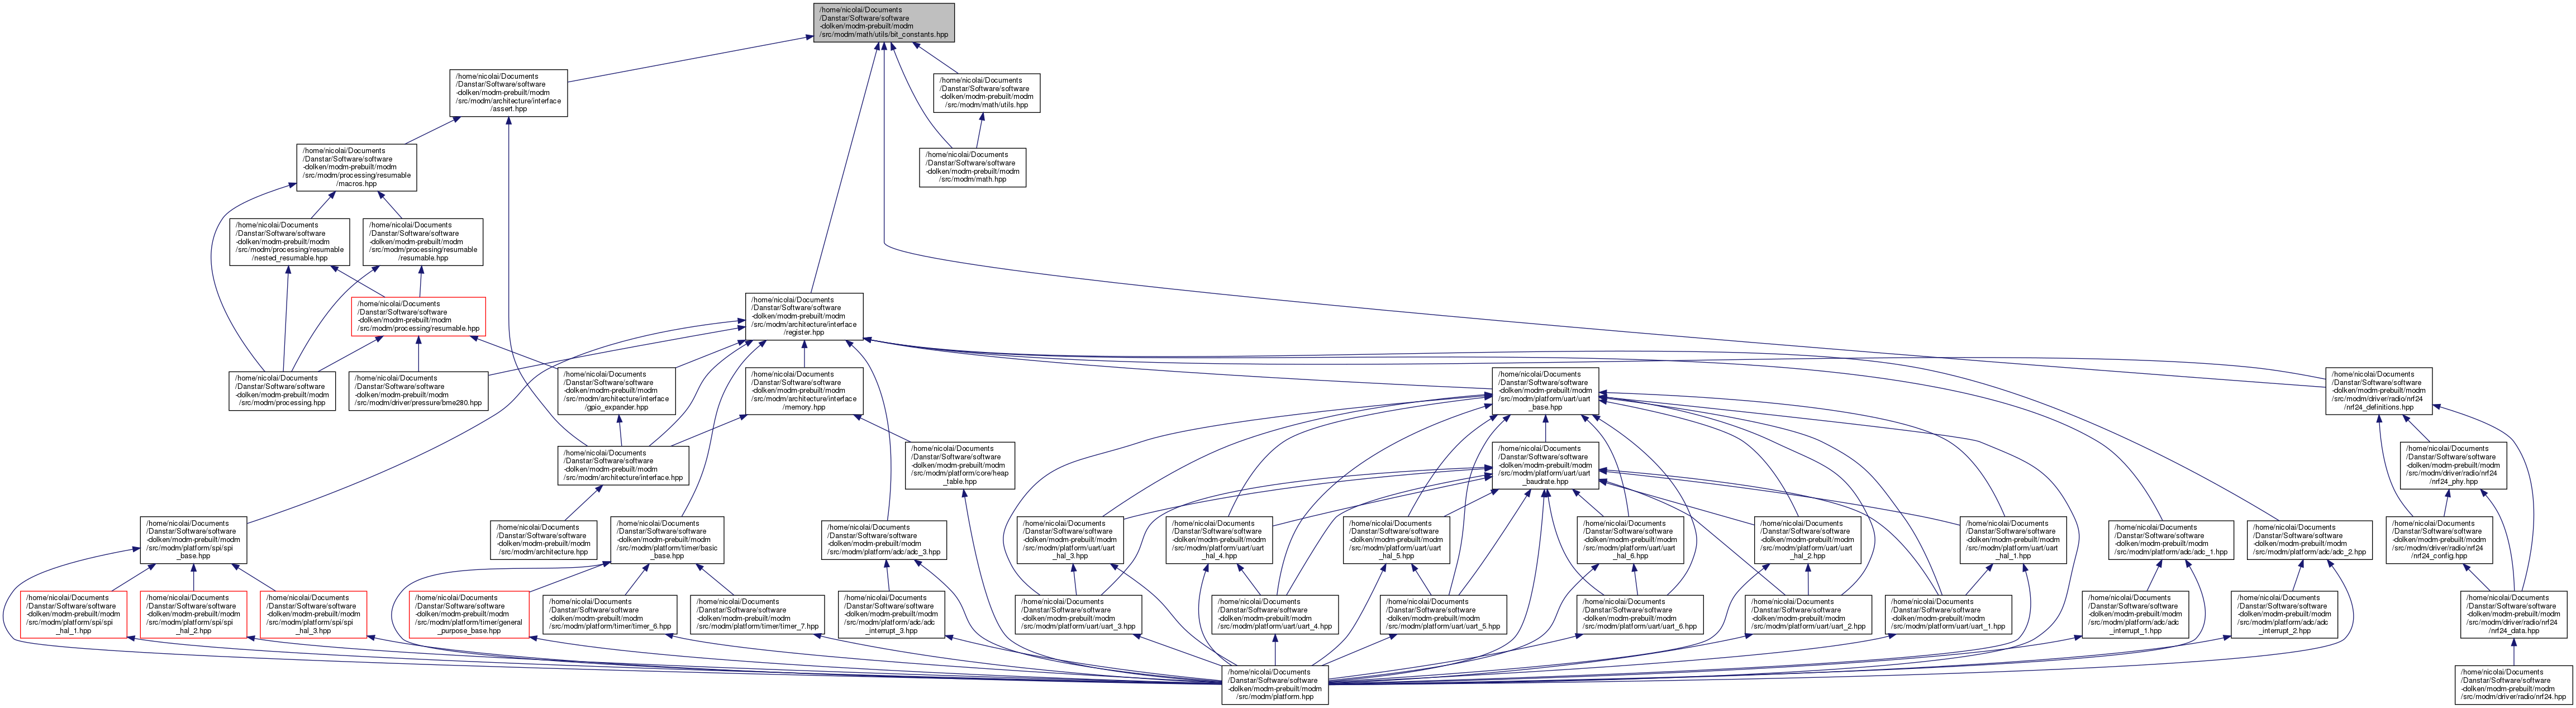 /home/nicolai/Documents
/Danstar/Software/software
-dolken/modm-prebuilt/modm
/src/modm/math/utils/bit_constants.hpp
/home/nicolai/Documents
/Danstar/Software/software
-dolken/modm-prebuilt/modm
/src/modm/architecture/interface
/assert.hpp
/home/nicolai/Documents
/Danstar/Software/software
-dolken/modm-prebuilt/modm
/src/modm/math/utils.hpp
/home/nicolai/Documents
/Danstar/Software/software
-dolken/modm-prebuilt/modm
/src/modm/processing/resumable
/macros.hpp
/home/nicolai/Documents
/Danstar/Software/software
-dolken/modm-prebuilt/modm
/src/modm/math.hpp
/home/nicolai/Documents
/Danstar/Software/software
-dolken/modm-prebuilt/modm
/src/modm/processing/resumable
/nested_resumable.hpp
/home/nicolai/Documents
/Danstar/Software/software
-dolken/modm-prebuilt/modm
/src/modm/processing/resumable
/resumable.hpp
/home/nicolai/Documents
/Danstar/Software/software
-dolken/modm-prebuilt/modm
/src/modm/processing/resumable.hpp
/home/nicolai/Documents
/Danstar/Software/software
-dolken/modm-prebuilt/modm
/src/modm/architecture/interface
/register.hpp
/home/nicolai/Documents
/Danstar/Software/software
-dolken/modm-prebuilt/modm
/src/modm/processing.hpp
/home/nicolai/Documents
/Danstar/Software/software
-dolken/modm-prebuilt/modm
/src/modm/driver/pressure/bme280.hpp
/home/nicolai/Documents
/Danstar/Software/software
-dolken/modm-prebuilt/modm
/src/modm/architecture/interface
/gpio_expander.hpp
/home/nicolai/Documents
/Danstar/Software/software
-dolken/modm-prebuilt/modm
/src/modm/architecture/interface
/memory.hpp
/home/nicolai/Documents
/Danstar/Software/software
-dolken/modm-prebuilt/modm
/src/modm/platform/uart/uart
_base.hpp
/home/nicolai/Documents
/Danstar/Software/software
-dolken/modm-prebuilt/modm
/src/modm/driver/radio/nrf24
/nrf24_definitions.hpp
/home/nicolai/Documents
/Danstar/Software/software
-dolken/modm-prebuilt/modm
/src/modm/architecture/interface.hpp
/home/nicolai/Documents
/Danstar/Software/software
-dolken/modm-prebuilt/modm
/src/modm/platform/core/heap
_table.hpp
/home/nicolai/Documents
/Danstar/Software/software
-dolken/modm-prebuilt/modm
/src/modm/platform/uart/uart
_baudrate.hpp
/home/nicolai/Documents
/Danstar/Software/software
-dolken/modm-prebuilt/modm
/src/modm/driver/radio/nrf24
/nrf24_phy.hpp
/home/nicolai/Documents
/Danstar/Software/software
-dolken/modm-prebuilt/modm
/src/modm/platform/spi/spi
_base.hpp
/home/nicolai/Documents
/Danstar/Software/software
-dolken/modm-prebuilt/modm
/src/modm/architecture.hpp
/home/nicolai/Documents
/Danstar/Software/software
-dolken/modm-prebuilt/modm
/src/modm/platform/timer/basic
_base.hpp
/home/nicolai/Documents
/Danstar/Software/software
-dolken/modm-prebuilt/modm
/src/modm/platform/adc/adc_3.hpp
/home/nicolai/Documents
/Danstar/Software/software
-dolken/modm-prebuilt/modm
/src/modm/platform/uart/uart
_hal_3.hpp
/home/nicolai/Documents
/Danstar/Software/software
-dolken/modm-prebuilt/modm
/src/modm/platform/uart/uart
_hal_4.hpp
/home/nicolai/Documents
/Danstar/Software/software
-dolken/modm-prebuilt/modm
/src/modm/platform/uart/uart
_hal_5.hpp
/home/nicolai/Documents
/Danstar/Software/software
-dolken/modm-prebuilt/modm
/src/modm/platform/uart/uart
_hal_6.hpp
/home/nicolai/Documents
/Danstar/Software/software
-dolken/modm-prebuilt/modm
/src/modm/platform/uart/uart
_hal_2.hpp
/home/nicolai/Documents
/Danstar/Software/software
-dolken/modm-prebuilt/modm
/src/modm/platform/uart/uart
_hal_1.hpp
/home/nicolai/Documents
/Danstar/Software/software
-dolken/modm-prebuilt/modm
/src/modm/platform/adc/adc_1.hpp
/home/nicolai/Documents
/Danstar/Software/software
-dolken/modm-prebuilt/modm
/src/modm/platform/adc/adc_2.hpp
/home/nicolai/Documents
/Danstar/Software/software
-dolken/modm-prebuilt/modm
/src/modm/driver/radio/nrf24
/nrf24_config.hpp
/home/nicolai/Documents
/Danstar/Software/software
-dolken/modm-prebuilt/modm
/src/modm/platform/spi/spi
_hal_1.hpp
/home/nicolai/Documents
/Danstar/Software/software
-dolken/modm-prebuilt/modm
/src/modm/platform/spi/spi
_hal_2.hpp
/home/nicolai/Documents
/Danstar/Software/software
-dolken/modm-prebuilt/modm
/src/modm/platform/spi/spi
_hal_3.hpp
/home/nicolai/Documents
/Danstar/Software/software
-dolken/modm-prebuilt/modm
/src/modm/platform/timer/general
_purpose_base.hpp
/home/nicolai/Documents
/Danstar/Software/software
-dolken/modm-prebuilt/modm
/src/modm/platform/timer/timer_6.hpp
/home/nicolai/Documents
/Danstar/Software/software
-dolken/modm-prebuilt/modm
/src/modm/platform/timer/timer_7.hpp
/home/nicolai/Documents
/Danstar/Software/software
-dolken/modm-prebuilt/modm
/src/modm/platform/adc/adc
_interrupt_3.hpp
/home/nicolai/Documents
/Danstar/Software/software
-dolken/modm-prebuilt/modm
/src/modm/platform/uart/uart_3.hpp
/home/nicolai/Documents
/Danstar/Software/software
-dolken/modm-prebuilt/modm
/src/modm/platform/uart/uart_4.hpp
/home/nicolai/Documents
/Danstar/Software/software
-dolken/modm-prebuilt/modm
/src/modm/platform/uart/uart_5.hpp
/home/nicolai/Documents
/Danstar/Software/software
-dolken/modm-prebuilt/modm
/src/modm/platform/uart/uart_6.hpp
/home/nicolai/Documents
/Danstar/Software/software
-dolken/modm-prebuilt/modm
/src/modm/platform/uart/uart_2.hpp
/home/nicolai/Documents
/Danstar/Software/software
-dolken/modm-prebuilt/modm
/src/modm/platform/uart/uart_1.hpp
/home/nicolai/Documents
/Danstar/Software/software
-dolken/modm-prebuilt/modm
/src/modm/platform/adc/adc
_interrupt_1.hpp
/home/nicolai/Documents
/Danstar/Software/software
-dolken/modm-prebuilt/modm
/src/modm/platform/adc/adc
_interrupt_2.hpp
/home/nicolai/Documents
/Danstar/Software/software
-dolken/modm-prebuilt/modm
/src/modm/driver/radio/nrf24
/nrf24_data.hpp
/home/nicolai/Documents
/Danstar/Software/software
-dolken/modm-prebuilt/modm
/src/modm/platform.hpp
/home/nicolai/Documents
/Danstar/Software/software
-dolken/modm-prebuilt/modm
/src/modm/driver/radio/nrf24.hpp